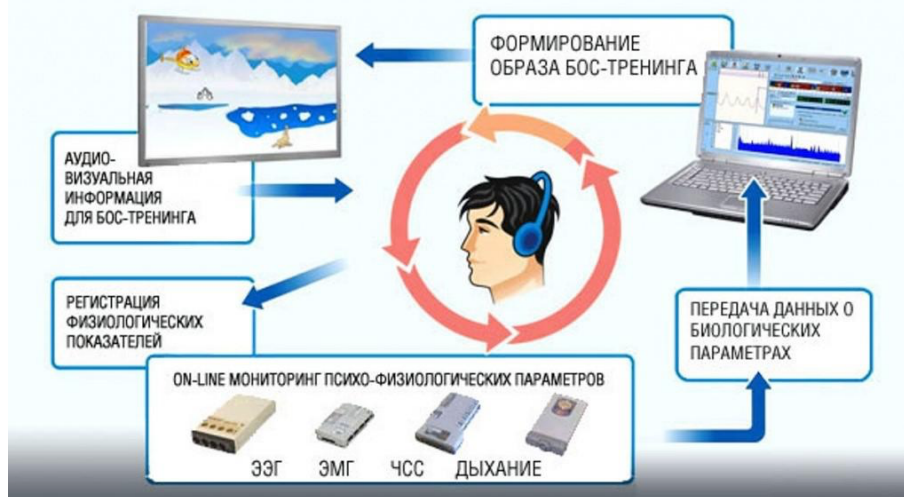 ФОРМИРОВАНИЕ
ОБРАЗА БОС-ТРЕНИНГА
АУДИО-
ВИЗУАЛЬНАЯ
ИНФОРМАЦИЯ
ДЛЯ БОС-ТРЕНИНГА
РЕГИСТРАЦИЯ
ФИЗИОЛОГИЧЕСКИХ
ПОКАЗАТЕЛЕЙ
ПЕРЕДАЧА ДАННЫХ О
БИОЛОГИЧЕСКИХ
ПАРАМЕТРАХ
ON-LINE МОНИТОРИНГ ПСИХО-ФИЗИОЛОГИЧЕСКИХ ПАРАМЕТРОВ
ЭЭГ ЭМГ ЧСС ДЫХАНИЕ